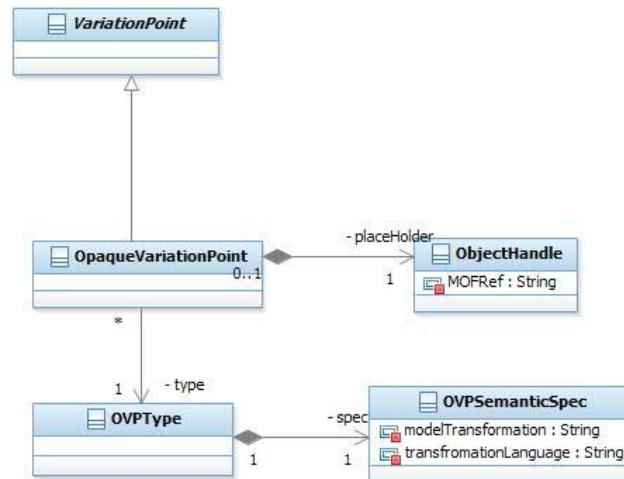 VariationPoint
- placeHolder
OpaqueVariationPoint
0..1
ObjectHandle
1
MOFRef : String
*
1
- type
OVPType
- spec
1
1
OVPSemanticSpec
modelTransformation : String
transfromationLanguage : String